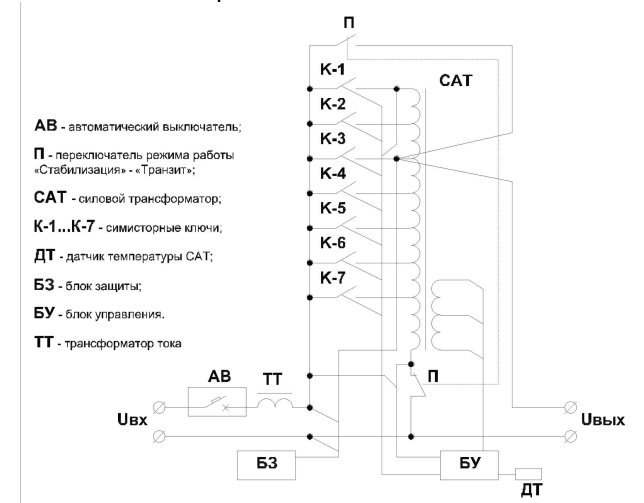 П
К-1
САТ
К-2
АВ - автоматический выключатель;
К-3
П - переключатель режима работы
«Стабилизация» - «Транзит»;
К-4
САТ - силовой трансформатор;
К-5
К-1...К-7 - симисторные ключи;
К-6
ДТ - датчик температуры САТ;
К-7
БЗ - блок защиты;
БУ - блок управления.
ТТ - трансформатор тока
АВ
ТТ
П
Uвх
Uвых
БЗ
БУ
ДТ